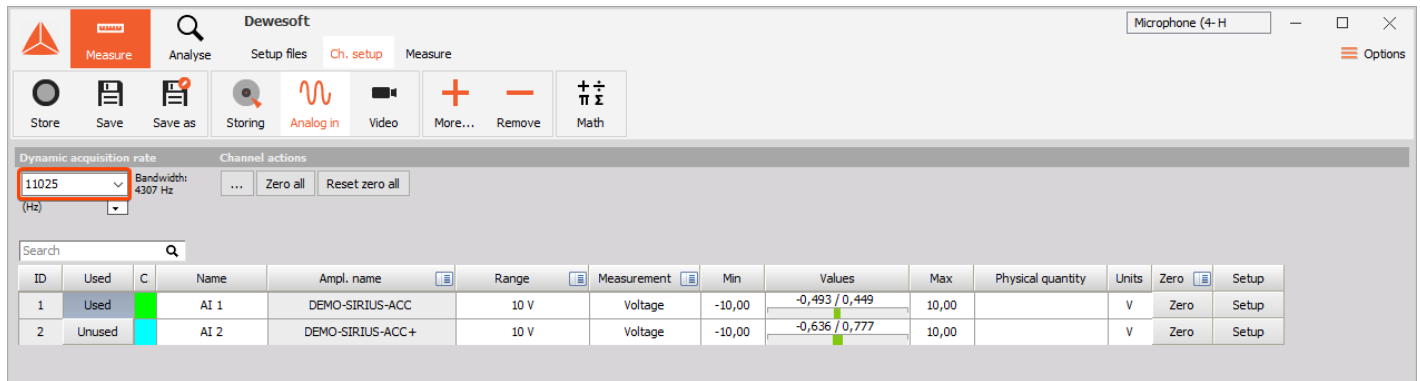 Dewesoft
Microphone (4- H
Measure
Analyse
Setup files
Ch. setup
Measure
Options
Store
Save
Save as
Storing
Analog in
Video
More...
Remove
Math
Dynamic acquisition rate
Channel actions
11025
Bandwidth:
4307 Hz
(Hz)
...
Zero all
Reset zero all
Search
ID Used C Name Ampl. name Range Measurement Min Values Max Physical quantity Units Zero Setup
1 Used AI 1 DEMO-SIRIUS-ACC 10 V Voltage -10,00 -0,493 / 0,449 10,00 V Zero Setup
2 Unused AI 2 DEMO-SIRIUS-ACC+ 10 V Voltage -10,00 -0,636 / 0,777 10,00 V Zero Setup